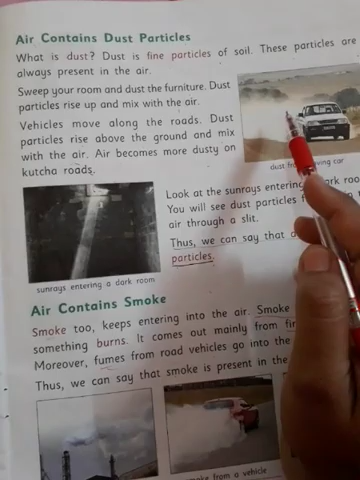 Air Contains Dust Particles
What is dust? Dust is fine particles of soil. These particles are
always present in the air.
Sweep your room and dust the furniture. Dust
particles rise up and mix with the air.
Vehicles move along the roads. Dust
particles rise above the ground and mix
with the air. Air becomes more dusty on
kutcha roads.
dust from moving car
Look at the sunrays entering dark
You will see dust particles
air through a slit.
Thus, we can say that
particles.
sunrays entering a dark room
Air Contains Smoke
Smoke too, keeps entering into the air. Smoke
something burns. It comes out mainly from
Moreover, fumes from road vehicles go into the
Thus, we can say that smoke is present in the
smoke from a vehicle